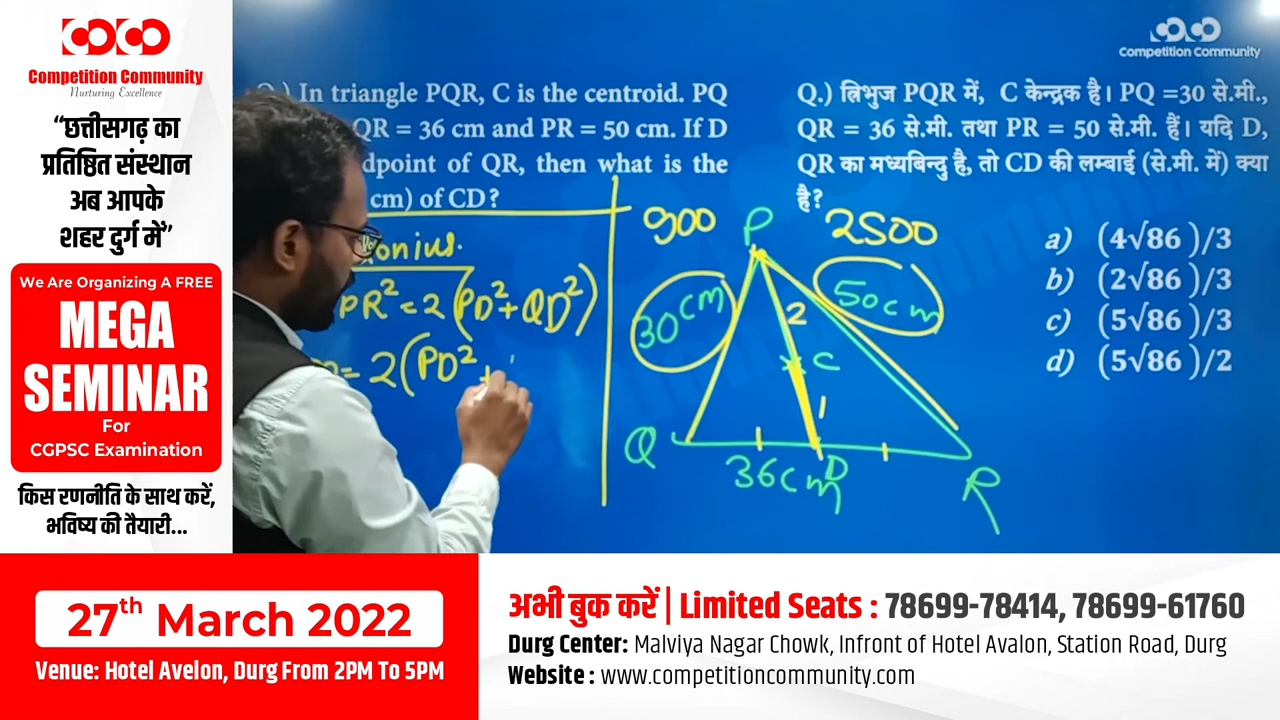 COCO
Competition Community
Nurturing Excellence
“छत्तीसगढ़ का
प्रतिष्ठित संस्थान
अब आपके
शहर दुर्ग में”
We Are Organizing A FREE
MEGA
SEMINAR
For
CGPSC Examination
किस रणनीति के साथ करें,
भविष्य की तैयारी...
COCO
Competition Community
In triangle PQR, C is the centroid. PQ
QR = 36 cm and PR = 50 cm. If D
dpoint of QR, then what is the
cm) of CD?
Q.) त्रिभुज PQR में, C केन्द्रक है। PQ =30 से.मी.,
QR = 36 से.मी. तथा PR = 50 से.मी. हैं। यदि D,
QR का मध्यबिन्दु है, तो CD की लम्बाई (से.मी. में) क्या
है?
a) (4√86 )/3
b) (2√86 )/3
c) (5√86 )/3
d) (5√86 )/2
onius.
PR² = 2 (PD² + QD²)
= 2(PD² +
900
P
2500
30cm
50cm
2
C
1
Q
36cm
D
R
27th March 2022
Venue: Hotel Avelon, Durg From 2PM To 5PM
अभी बुक करें | Limited Seats : 78699-78414, 78699-61760
Durg Center: Malviya Nagar Chowk, Infront of Hotel Avalon, Station Road, Durg
Website : www.competitioncommunity.com